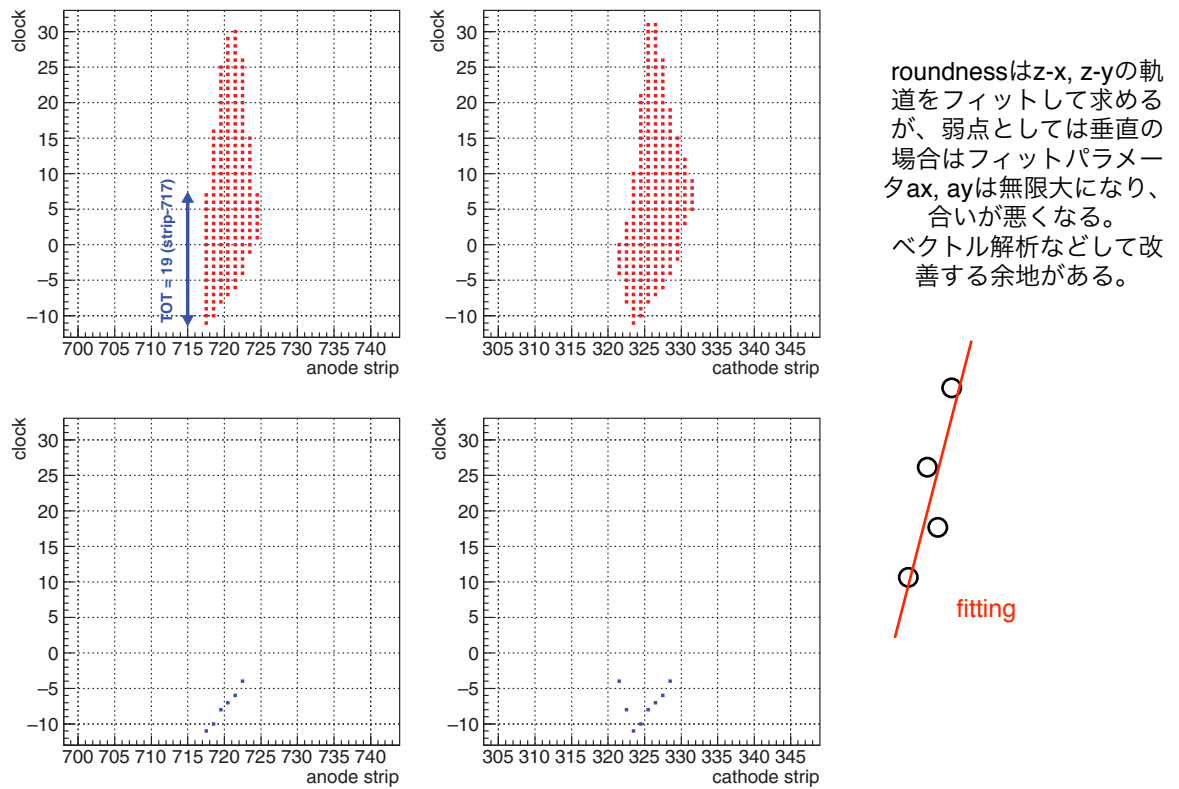 clock
30
25
20
15
10
5
0
−5
−10
TOT = 19 (strip-717)
700 705 710 715 720 725 730 735 740
anode strip
clock
30
25
20
15
10
5
0
−5
−10
305 310 315 320 325 330 335 340 345
cathode strip
roundnessはz-x, z-yの軌
道をフィットして求める
が、弱点としては垂直の
場合はフィットパラメー
タax, ayは無限大になり、
合いが悪くなる。
ベクトル解析などして改
善する余地がある。
clock
30
25
20
15
10
5
0
−5
−10
700 705 710 715 720 725 730 735 740
anode strip
clock
30
25
20
15
10
5
0
−5
−10
305 310 315 320 325 330 335 340 345
cathode strip
fitting